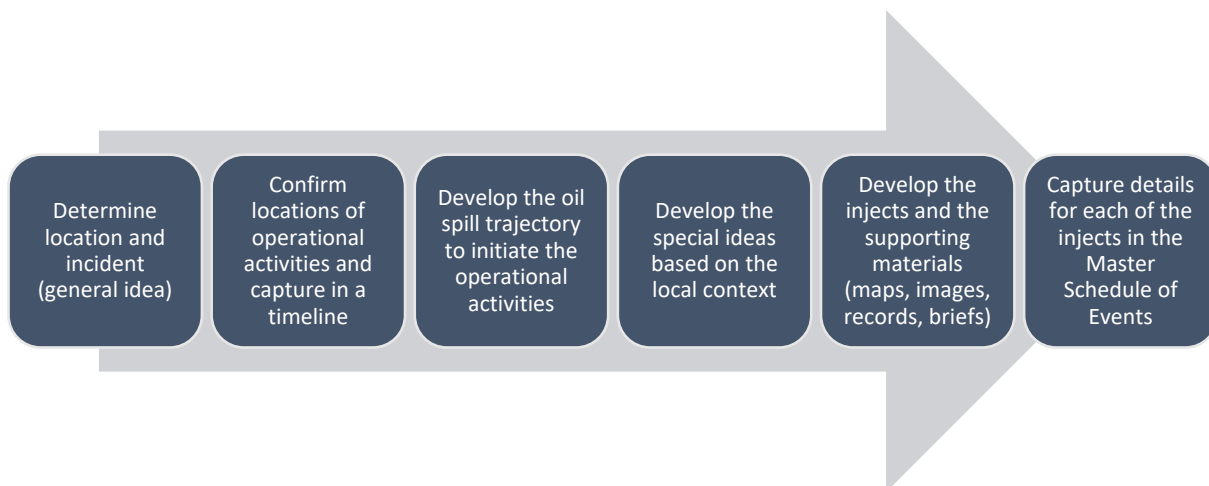 Determine
location and
incident
(general idea)
Confirm
locations of
operational
activities and
capture in a
timeline
Develop the oil
spill trajectory
to initiate the
operational
activities
Develop the
special ideas
based on the
local context
Develop the
injects and the
supporting
materials
(maps, images,
records, briefs)
Capture details
for each of the
injects in the
Master
Schedule of
Events